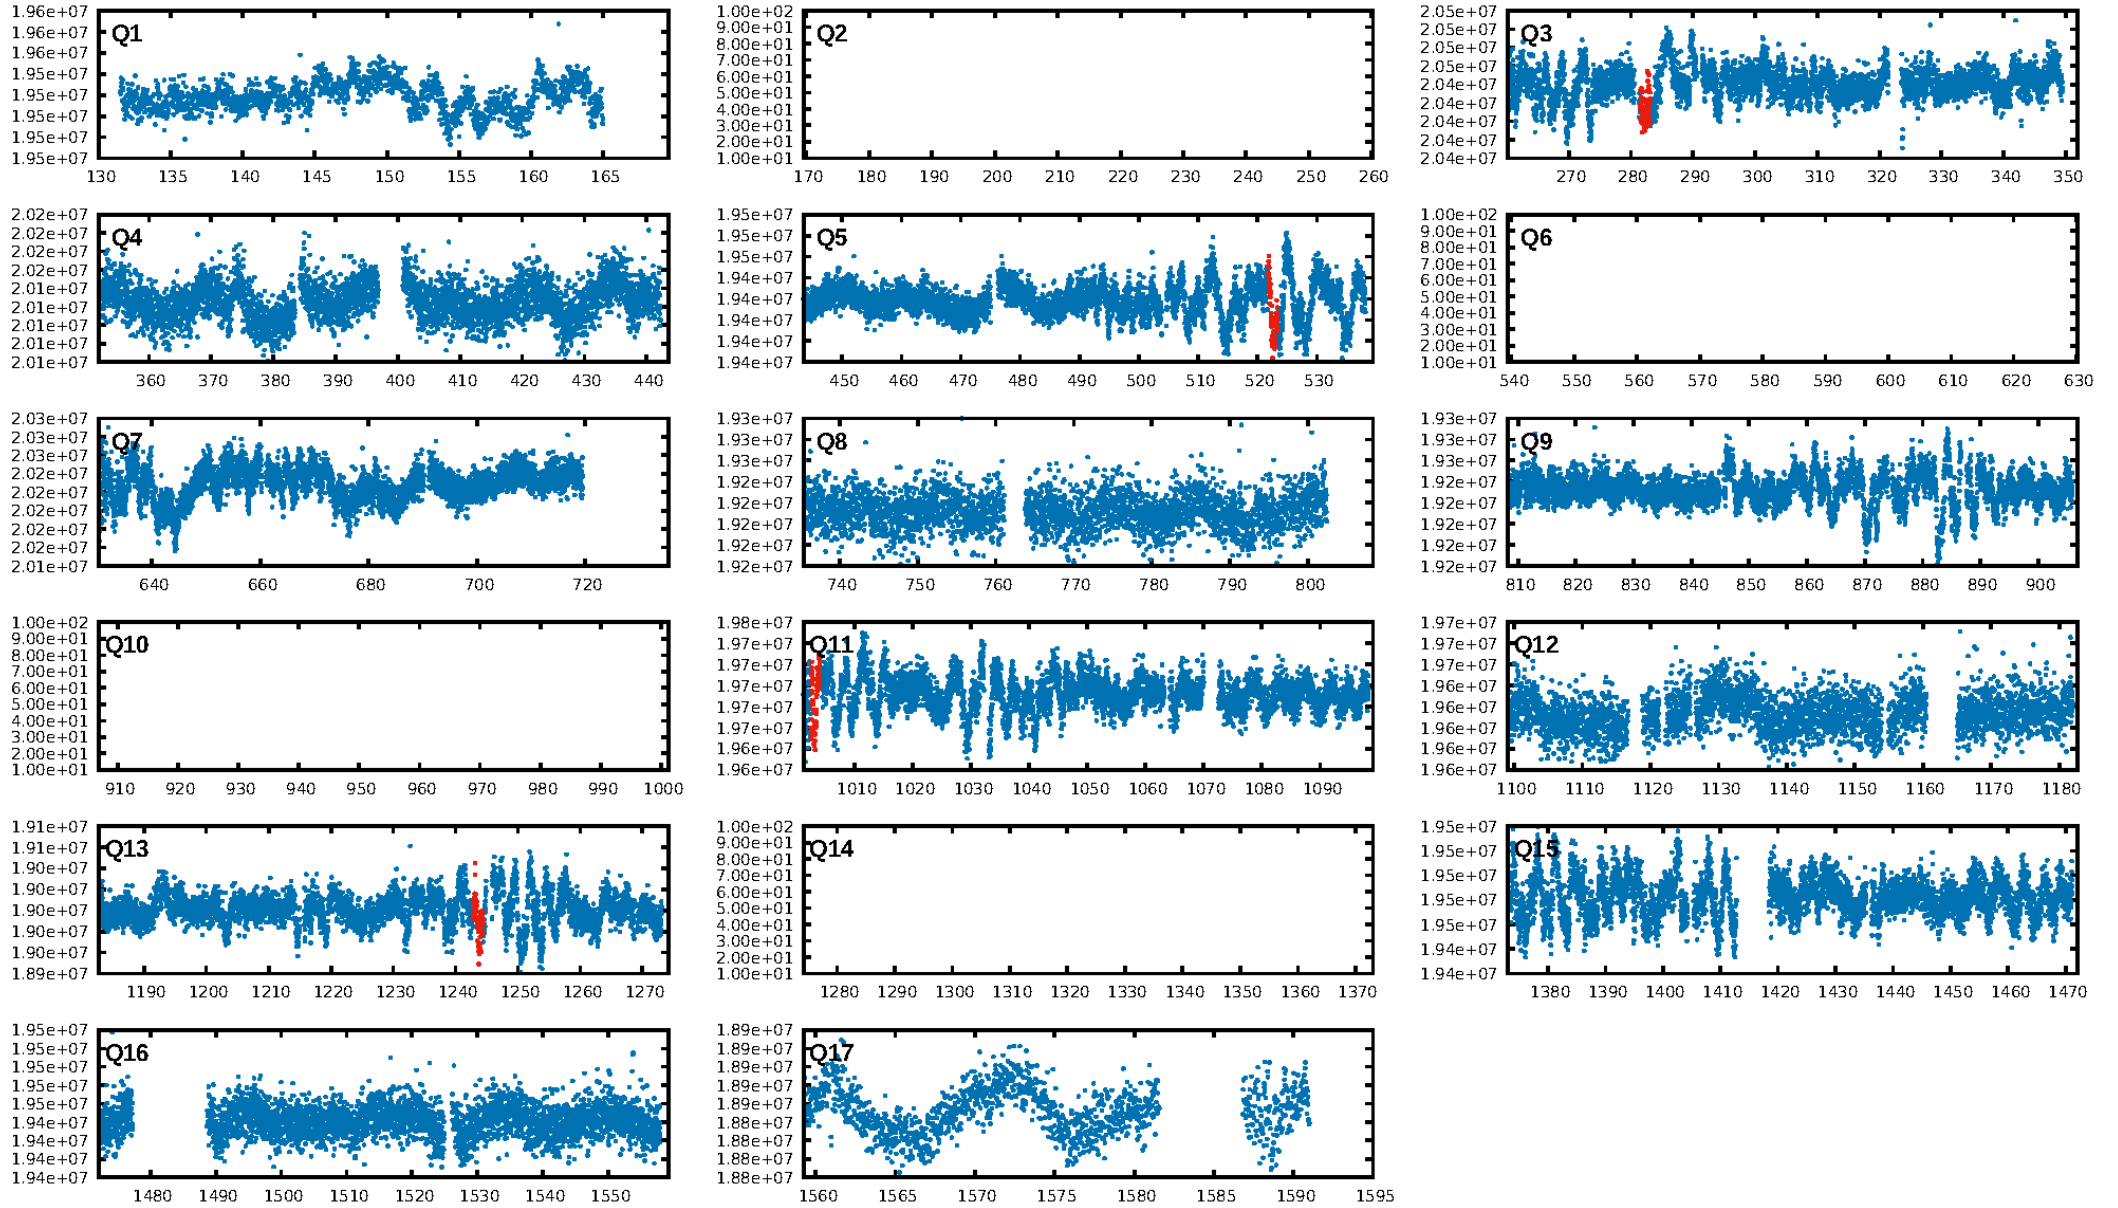 1.96e+07 1.96e+07 1.96e+07 1.95e+07 1.95e+07 1.95e+07 1.95e+07 1.95e+07
Q1
130 135 140 145 150 155 160 165
1.00e+02 9.00e+01 8.00e+01 7.00e+01 6.00e+01 5.00e+01 4.00e+01 3.00e+01 2.00e+01 1.00e+01
Q2
170 180 190 200 210 220 230 240 250 260
2.05e+07 2.05e+07 2.05e+07 2.05e+07 2.04e+07 2.04e+07 2.04e+07 2.04e+07 2.04e+07
Q3
270 280 290 300 310 320 330 340 350
2.02e+07 2.02e+07 2.02e+07 2.02e+07 2.01e+07 2.01e+07 2.01e+07 2.01e+07 2.01e+07
Q4
360 370 380 390 400 410 420 430 440
1.95e+07 1.95e+07 1.95e+07 1.94e+07 1.94e+07 1.94e+07 1.94e+07 1.94e+07
Q5
450 460 470 480 490 500 510 520 530
1.00e+02 9.00e+01 8.00e+01 7.00e+01 6.00e+01 5.00e+01 4.00e+01 3.00e+01 2.00e+01 1.00e+01
Q6
540 550 560 570 580 590 600 610 620 630
2.03e+07 2.03e+07 2.03e+07 2.02e+07 2.02e+07 2.02e+07 2.02e+07 2.02e+07 2.01e+07
Q7
640 660 680 700 720
1.93e+07 1.93e+07 1.93e+07 1.92e+07 1.92e+07 1.92e+07 1.92e+07 1.92e+07
Q8
740 750 760 770 780 790 800
1.93e+07 1.93e+07 1.93e+07 1.92e+07 1.92e+07 1.92e+07 1.92e+07 1.92e+07
Q9
810 820 830 840 850 860 870 880 890 900
1.00e+02 9.00e+01 8.00e+01 7.00e+01 6.00e+01 5.00e+01 4.00e+01 3.00e+01 2.00e+01 1.00e+01
Q10
910 920 930 940 950 960 970 980 990 1000
1.98e+07 1.97e+07 1.97e+07 1.97e+07 1.97e+07 1.97e+07 1.96e+07 1.96e+07
Q11
1010 1020 1030 1040 1050 1060 1070 1080 1090
1.97e+07 1.97e+07 1.97e+07 1.96e+07 1.96e+07 1.96e+07 1.96e+07 1.96e+07
Q12
1100 1110 1120 1130 1140 1150 1160 1170 1180
1.91e+07 1.91e+07 1.90e+07 1.90e+07 1.90e+07 1.90e+07 1.90e+07 1.89e+07
Q13
1190 1200 1210 1220 1230 1240 1250 1260 1270
1.00e+02 9.00e+01 8.00e+01 7.00e+01 6.00e+01 5.00e+01 4.00e+01 3.00e+01 2.00e+01 1.00e+01
Q14
1280 1290 1300 1310 1320 1330 1340 1350 1360 1370
1.95e+07 1.95e+07 1.95e+07 1.95e+07 1.95e+07 1.94e+07 1.94e+07
Q15
1380 1390 1400 1410 1420 1430 1440 1450 1460 1470
1.95e+07 1.95e+07 1.95e+07 1.95e+07 1.95e+07 1.94e+07 1.94e+07 1.94e+07 1.94e+07
Q16
1480 1490 1500 1510 1520 1530 1540 1550
1.89e+07 1.89e+07 1.89e+07 1.89e+07 1.89e+07 1.88e+07 1.88e+07 1.88e+07 1.88e+07
Q17
1560 1565 1570 1575 1580 1585 1590 1595